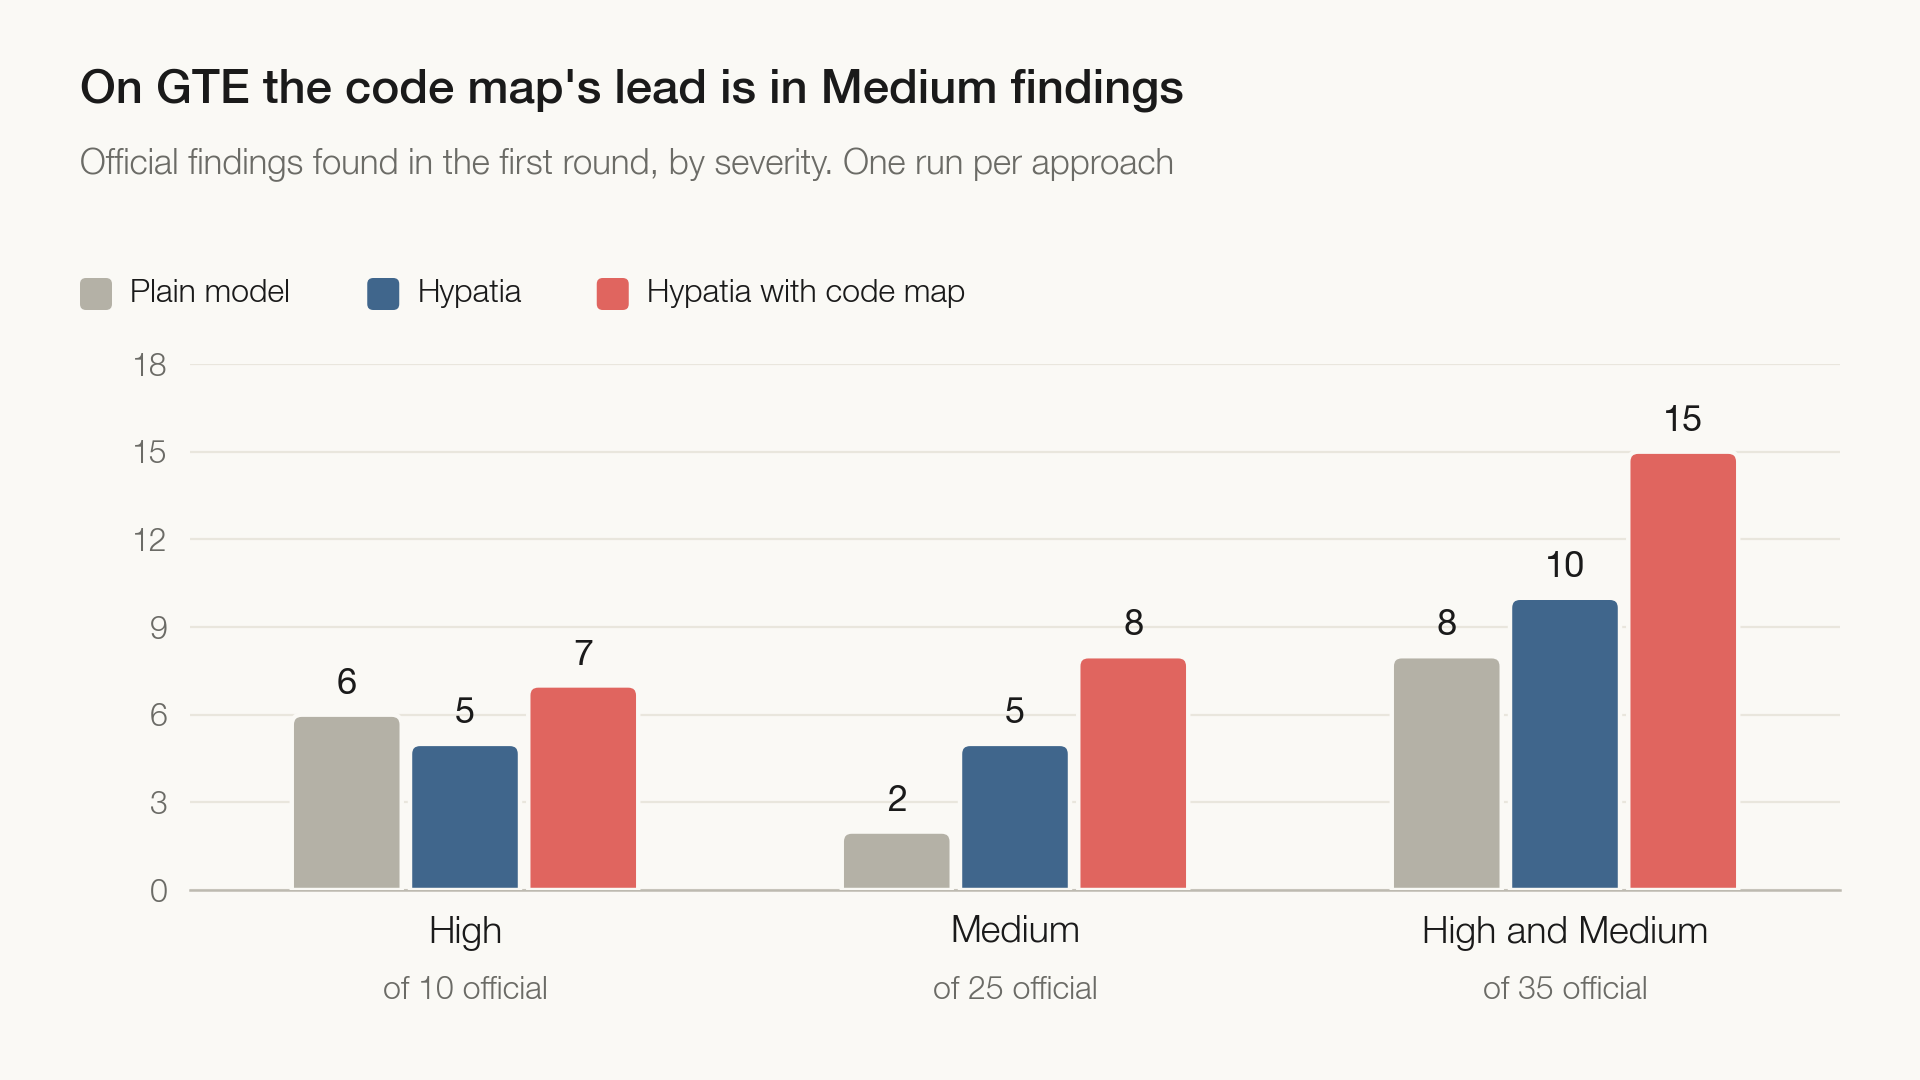 On GTE the code map's lead is in Medium findings
Official findings found in the first round, by severity. One run per approach
Plain model
Hypatia
Hypatia with code map
18
15
12
9
6
3
0
6
5
7
2
5
8
8
10
15
High
Medium
High and Medium
of 10 official
of 25 official
of 35 official